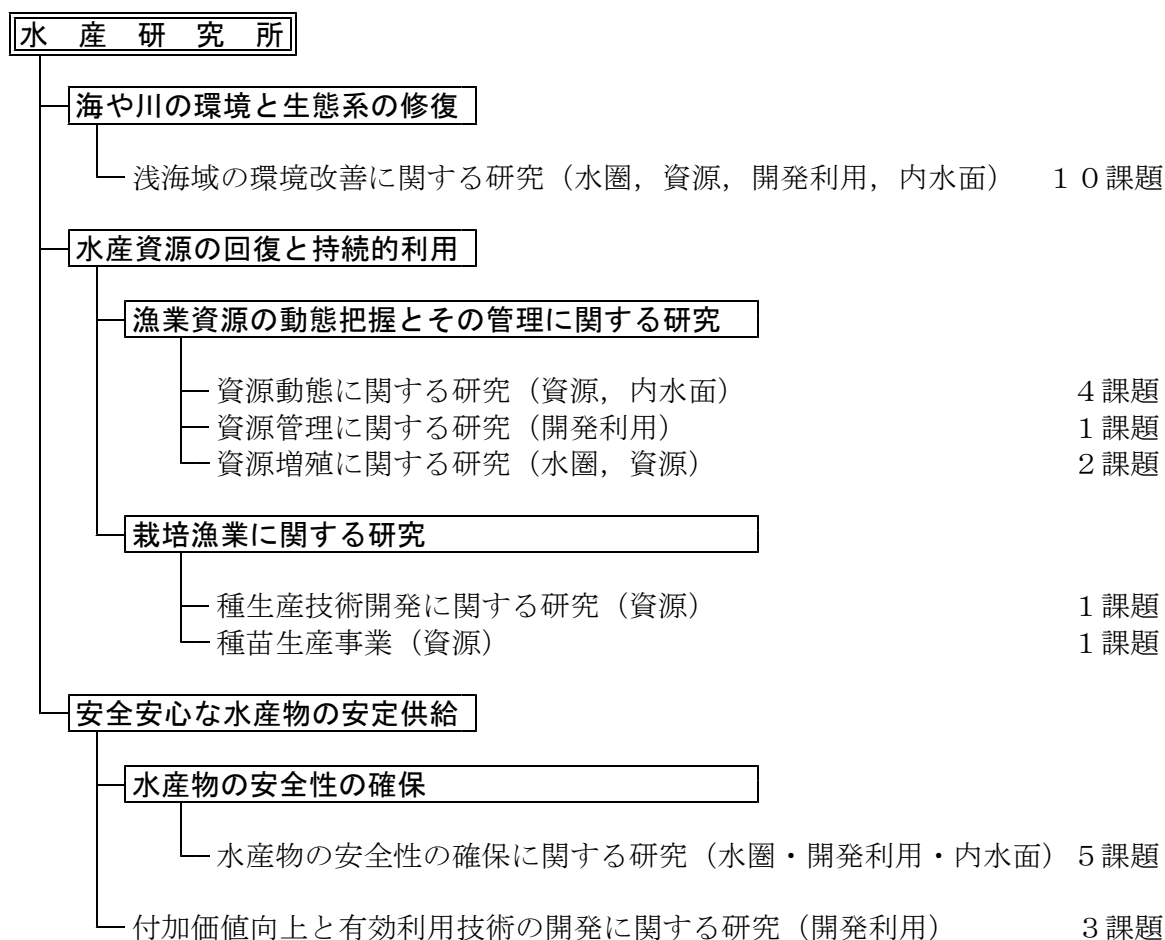 水 産 研 究 所
海や川の環境と生態系の修復
浅海域の環境改善に関する研究（水圏，資源，開発利用，内水面） １０課題
水産資源の回復と持続的利用
漁業資源の動態把握とその管理に関する研究
資源動態に関する研究（資源，内水面） ４課題
資源管理に関する研究（開発利用） １課題
資源増殖に関する研究（水圏，資源） ２課題
栽培漁業に関する研究
種生産技術開発に関する研究（資源） １課題
種苗生産事業（資源） １課題
安全安心な水産物の安定供給
水産物の安全性の確保
水産物の安全性の確保に関する研究（水圏・開発利用・内水面） ５課題
付加価値向上と有効利用技術の開発に関する研究（開発利用） ３課題